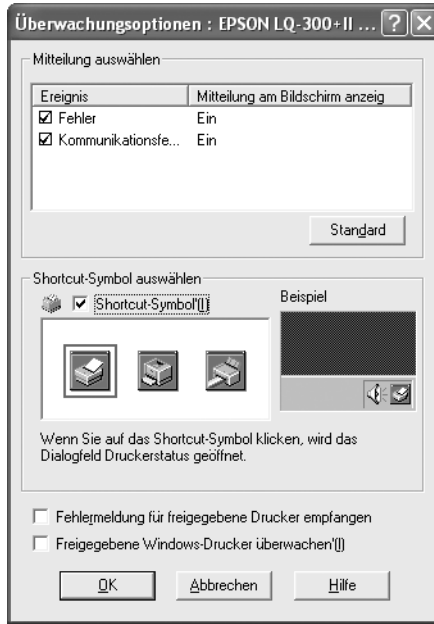 Überwachungsoptionen : EPSON LQ-300+II ...
Mitteilung auswählen
Ereignis Mitteilung am Bildschirm anzeig
Fehler Ein
Kommunikationsfe... Ein
Standard
Shortcut-Symbol auswählen
Shortcut-Symbol'(I)
Beispiel
Wenn Sie auf das Shortcut-Symbol klicken, wird das
Dialogfeld Druckerstatus geöffnet.
Fehlermeldung für freigegebene Drucker empfangen
Freigegebene Windows-Drucker überwachen'(J)
OK Abbrechen Hilfe